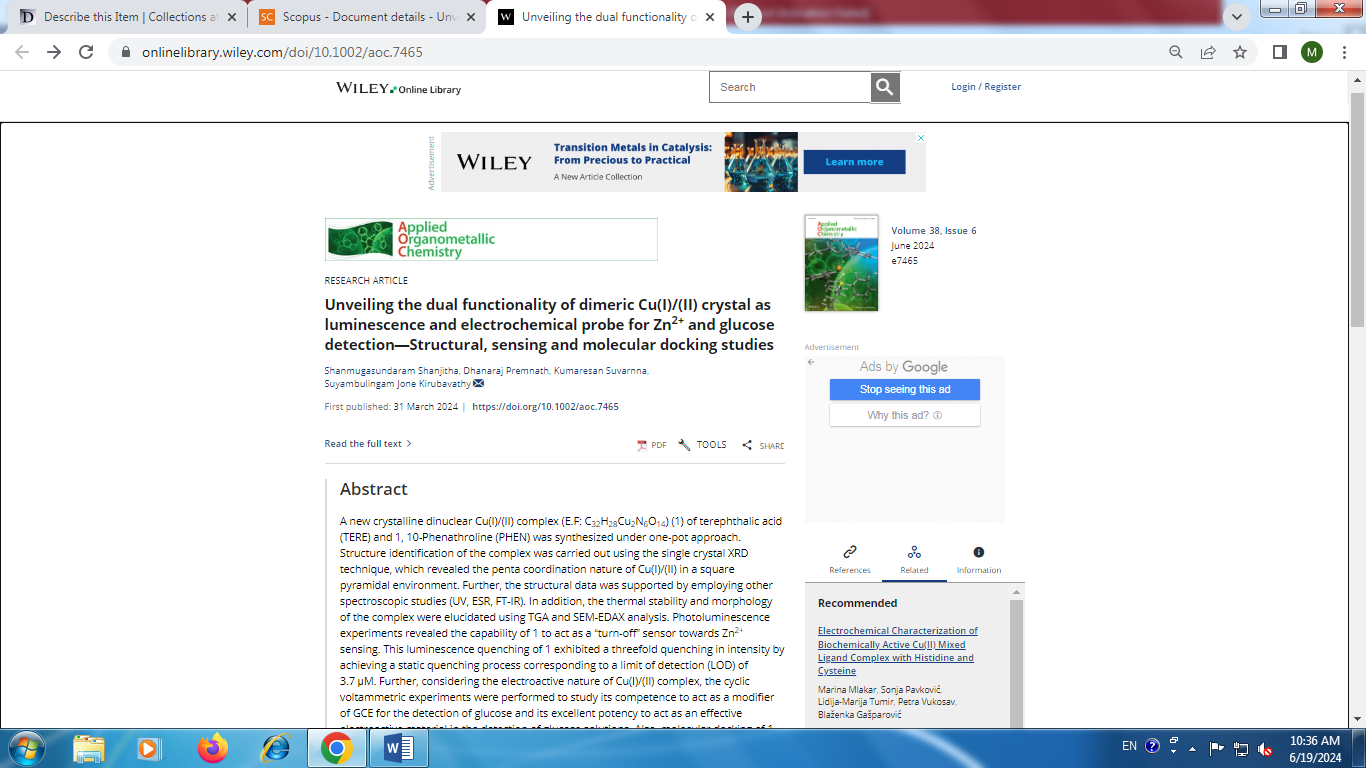 Describe this Item | Collections at
Scopus - Document details - Unv
Unveiling the dual functionality o
onlinelibrary.wiley.com/doi/10.1002/aoc.7465
M
WILEY Online Library
Search
Login / Register
Advertisement
WILEY
Transition Metals in Catalysis:
From Precious to Practical
A New Article Collection
Learn more
Applied
Organometallic
Chemistry
RESEARCH ARTICLE
Unveiling the dual functionality of dimeric Cu(I)/(II) crystal as
luminescence and electrochemical probe for Zn²⁺ and glucose
detection—Structural, sensing and molecular docking studies
Shanmugasundaram Shanjitha, Dhanaraj Premnath, Kumaresan Suvarnna,
Suyambulingam Jone Kirubavathy
First published: 31 March 2024 | https://doi.org/10.1002/aoc.7465
Read the full text
PDF TOOLS SHARE
Abstract
A new crystalline dinuclear Cu(I)/(II) complex (E.F: C₃₂H₂₈Cu₂N₆O₁₄) (1) of terephthalic acid
(TERE) and 1, 10-Phenathroline (PHEN) was synthesized under one-pot approach.
Structure identification of the complex was carried out using the single crystal XRD
technique, which revealed the penta coordination nature of Cu(I)/(II) in a square
pyramidal environment. Further, the structural data was supported by employing other
spectroscopic studies (UV, ESR, FT-IR). In addition, the thermal stability and morphology
of the complex were elucidated using TGA and SEM-EDAX analysis. Photoluminescence
experiments revealed the capability of 1 to act as a “turn-off” sensor towards Zn²⁺
sensing. This luminescence quenching of 1 exhibited a threefold quenching in intensity by
achieving a static quenching process corresponding to a limit of detection (LOD) of
3.7 μM. Further, considering the electroactive nature of Cu(I)/(II) complex, the cyclic
voltammetric experiments were performed to study its competence to act as a modifier
of GCE for the detection of glucose and its excellent potency to act as an effective
Applied
Organometallic
Chemistry
Volume 38, Issue 6
June 2024
e7465
Advertisement
Ads by Google
Stop seeing this ad
Why this ad?
References
Related
Information
Recommended
Electrochemical Characterization of
Biochemically Active Cu(II) Mixed
Ligand Complex with Histidine and
Cysteine
Marina Mlakar, Sonja Pavković,
Lidija-Marija Tumir, Petra Vukosav,
Blaženka Gašparović
EN
10:36 AM
6/19/2024